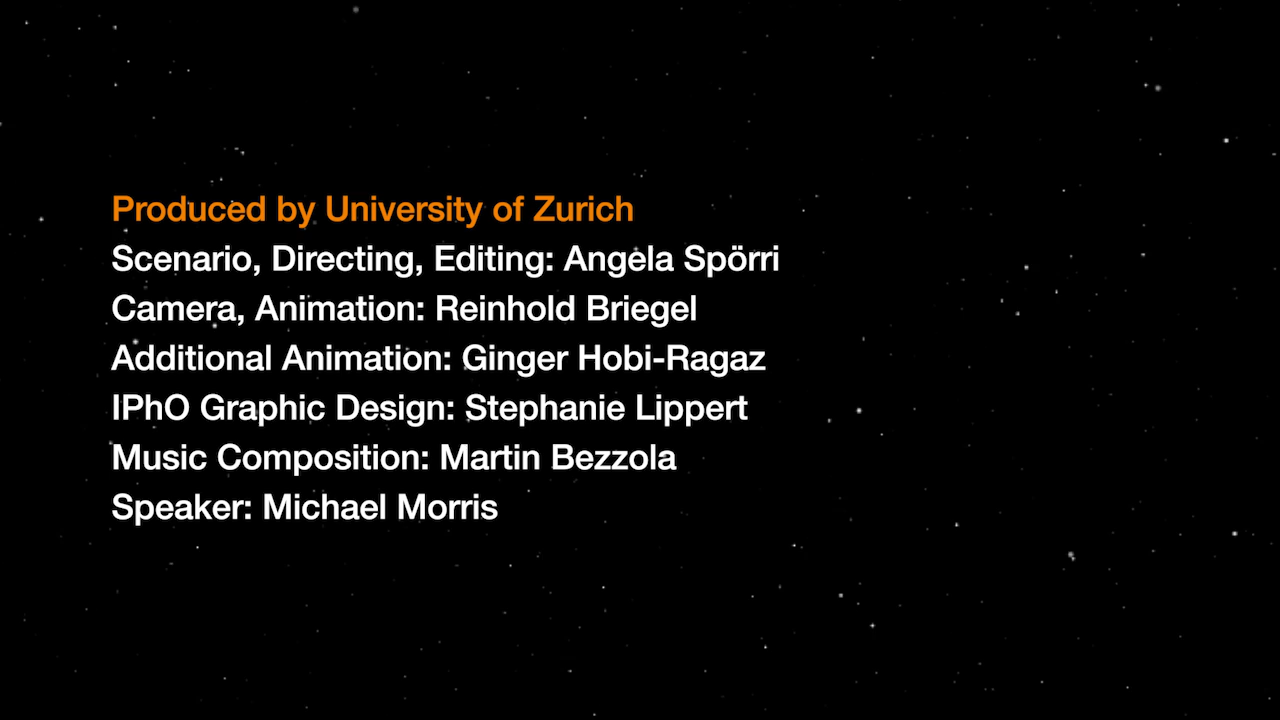 Produced by University of Zurich
Scenario, Directing, Editing: Angela Spörri
Camera, Animation: Reinhold Briegel
Additional Animation: Ginger Hobi-Ragaz
IPhO Graphic Design: Stephanie Lippert
Music Composition: Martin Bezzola
Speaker: Michael Morris